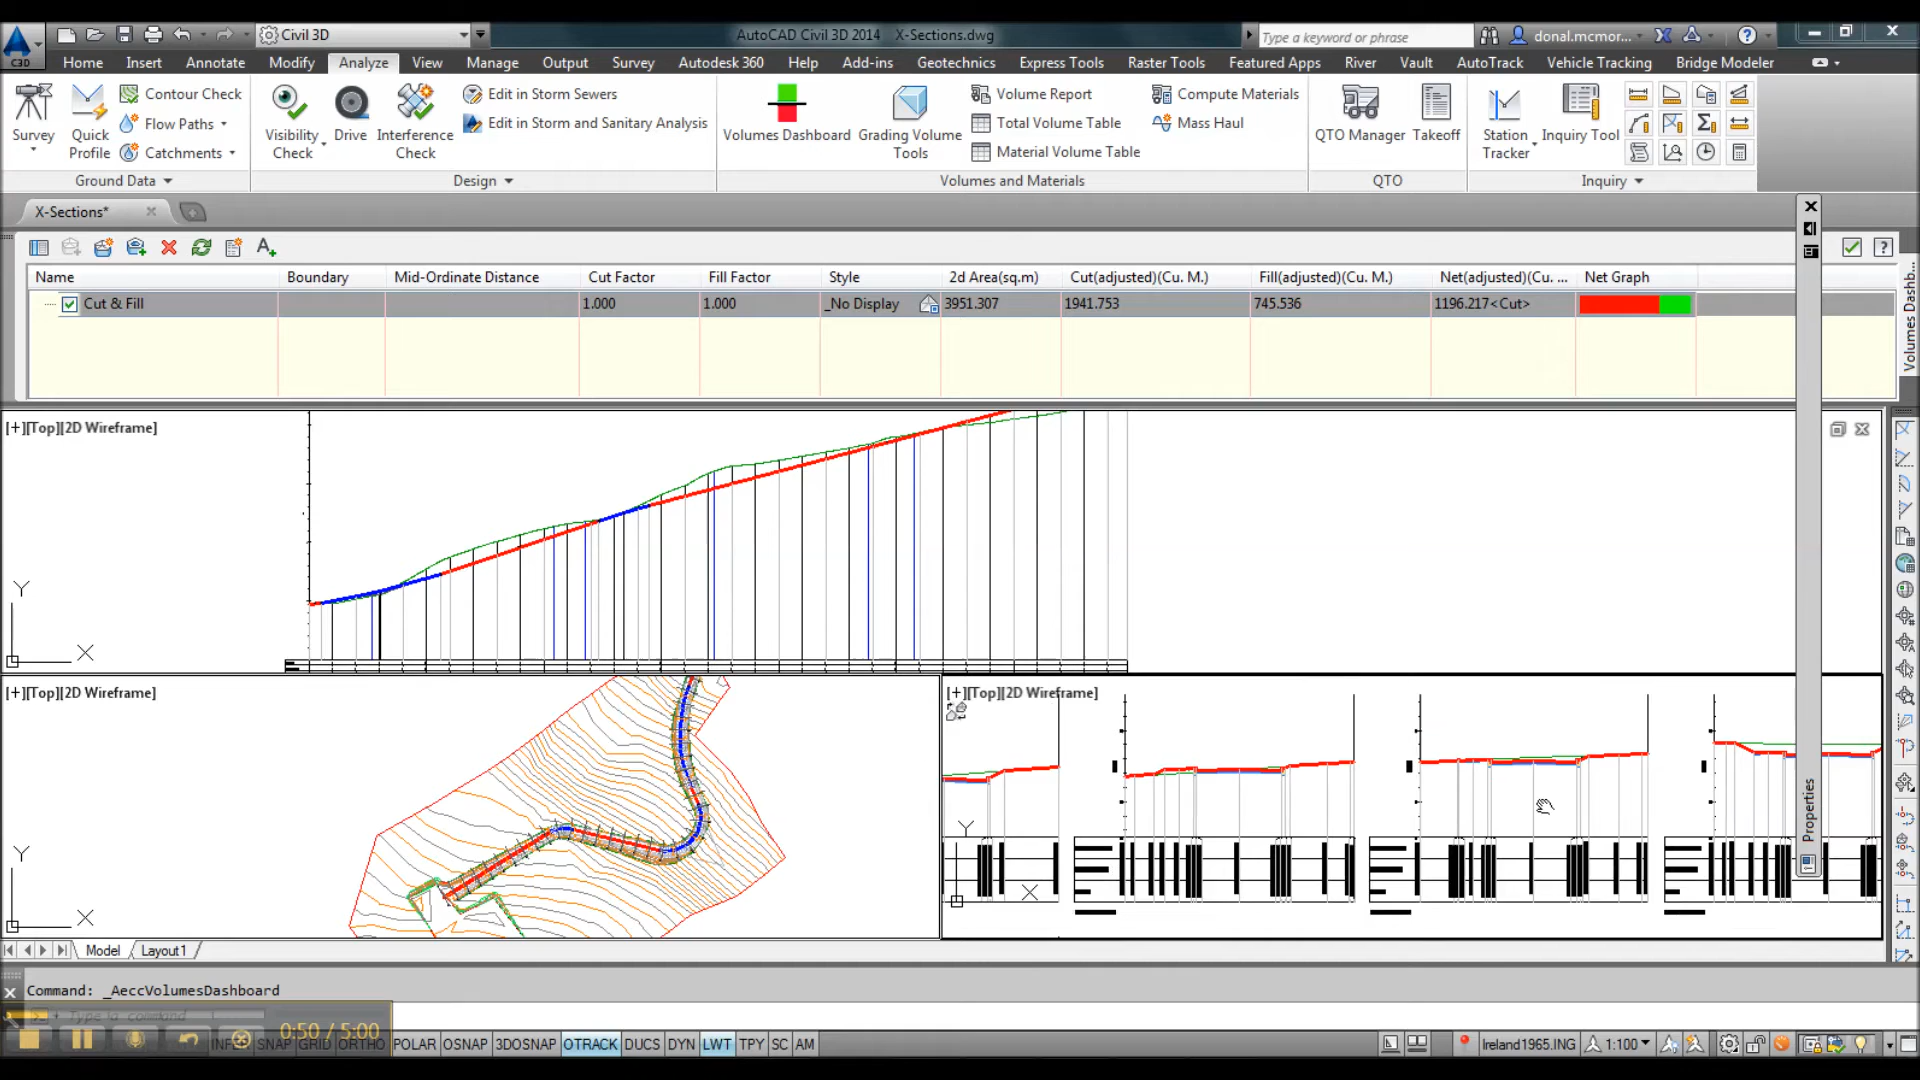 Civil 3D
AutoCAD Civil 3D 2014 X-Sections.dwg
Type a keyword or phrase
donal.mcmor...
C3D
Home Insert Annotate Modify Analyze View Manage Output Survey Autodesk 360 Help Add-ins Geotechnics Express Tools Raster Tools Featured Apps River Vault AutoTrack Vehicle Tracking Bridge Modeler
Survey
Quick Profile
Contour Check
Flow Paths
Catchments
Visibility Check
Drive
Interference Check
Edit in Storm Sewers
Edit in Storm and Sanitary Analysis
Volumes Dashboard
Grading Volume Tools
Volume Report
Total Volume Table
Material Volume Table
Compute Materials
Mass Haul
QTO Manager
Takeoff
Station Tracker
Inquiry Tool
Ground Data Design Volumes and Materials QTO Inquiry
X-Sections*
Name Boundary Mid-Ordinate Distance Cut Factor Fill Factor Style 2d Area(sq.m) Cut(adjusted)(Cu. M.) Fill(adjusted)(Cu. M.) Net(adjusted)(Cu. ... Net Graph
Cut & Fill 1.000 1.000 _No Display 3951.307 1941.753 745.536 1196.217<Cut>
Volumes Dashb...
[+][Top][2D Wireframe]
Y
X
[+][Top][2D Wireframe]
Y
X
[+][Top][2D Wireframe]
Y
X
Properties
Model Layout1
Command: _AeccVolumesDashboard
Type a command
0:50 / 5:00
INFER SNAP GRID ORTHO POLAR OSNAP 3DOSNAP OTRACK DUCS DYN LWT TPY SC AM
Ireland1965.ING 1:100